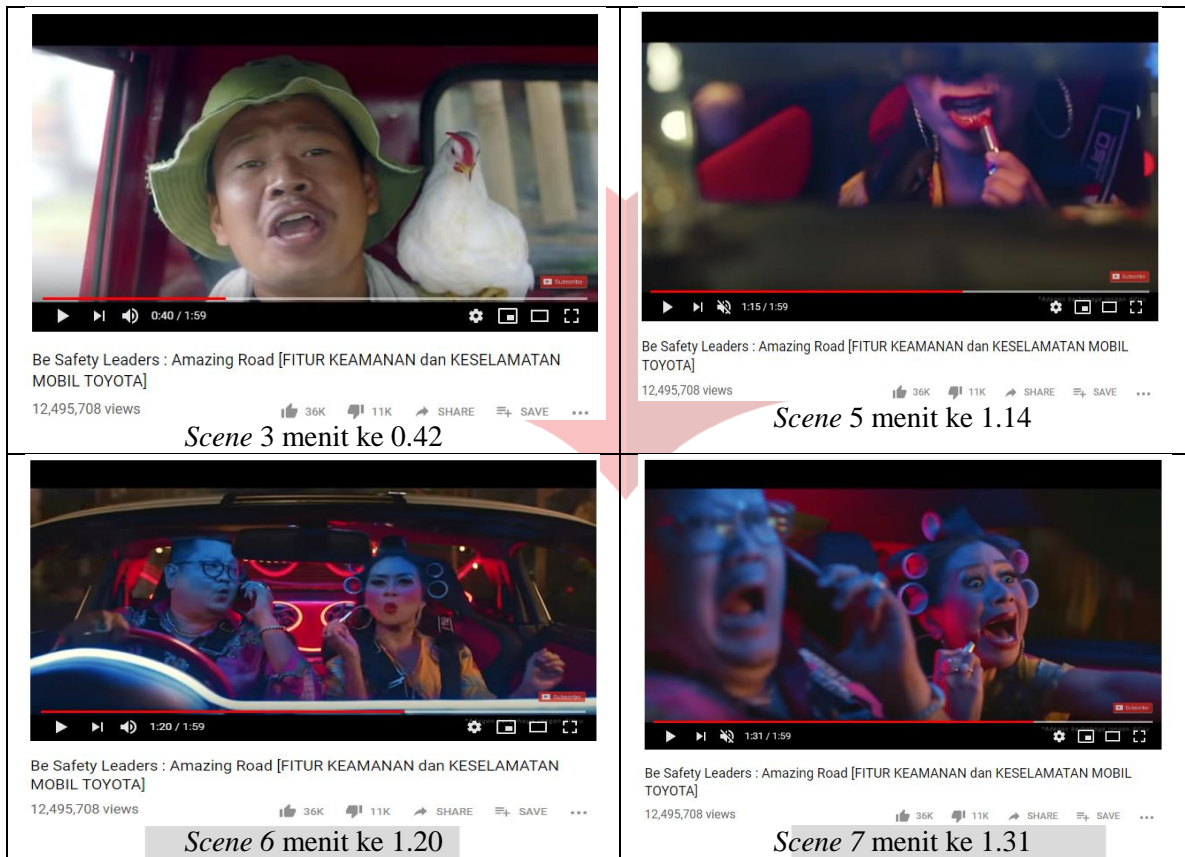 Subscribe
0:40 / 1:59
Be Safety Leaders : Amazing Road [FITUR KEAMANAN dan KESELAMATAN
MOBIL TOYOTA]
12,495,708 views
36K 11K SHARE SAVE
Scene 3 menit ke 0.42
Subscribe
1:15 / 1:59
Be Safety Leaders : Amazing Road [FITUR KEAMANAN dan KESELAMATAN MOBIL
TOYOTA]
12,495,708 views
36K 11K SHARE SAVE
Scene 5 menit ke 1.14
Subscribe
1:20 / 1:59
Be Safety Leaders : Amazing Road [FITUR KEAMANAN dan KESELAMATAN
MOBIL TOYOTA]
12,495,708 views
36K 11K SHARE SAVE
Scene 6 menit ke 1.20
Subscribe
1:31 / 1:59
Be Safety Leaders : Amazing Road [FITUR KEAMANAN dan KESELAMATAN MOBIL
TOYOTA]
12,495,708 views
36K 11K SHARE SAVE
Scene 7 menit ke 1.31